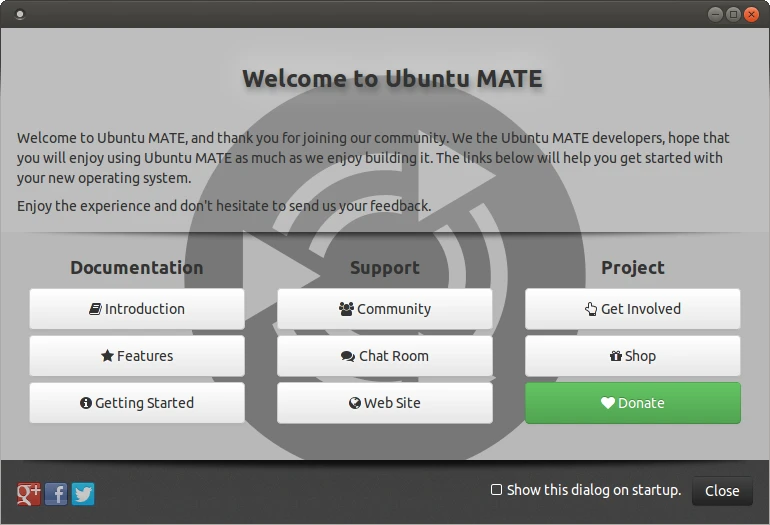 Welcome to Ubuntu MATE
Welcome to Ubuntu MATE, and thank you for joining our community. We the Ubuntu MATE developers, hope that
you will enjoy using Ubuntu MATE as much as we enjoy building it. The links below will help you get started with
your new operating system.
Enjoy the experience and don't hesitate to send us your feedback.
Documentation
Support
Project
Introduction
Community
Get Involved
Features
Chat Room
Shop
Getting Started
Web Site
Donate
g+
f
Show this dialog on startup.
Close